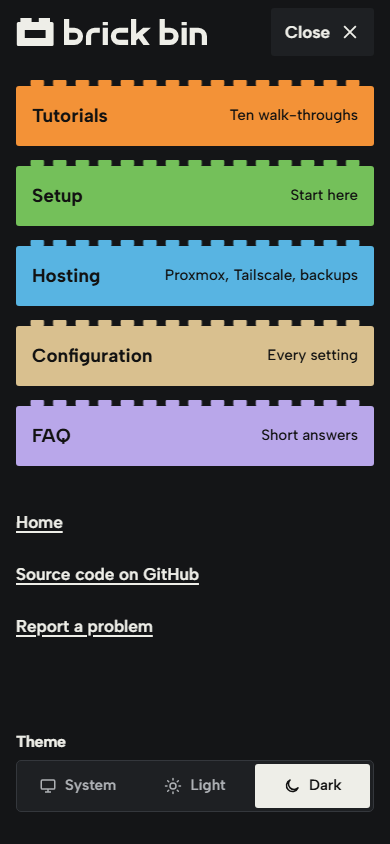 brick bin
Close
Tutorials Ten walk-throughs
Setup Start here
Hosting Proxmox, Tailscale, backups
Configuration Every setting
FAQ Short answers
Home
Source code on GitHub
Report a problem
Theme
System Light Dark